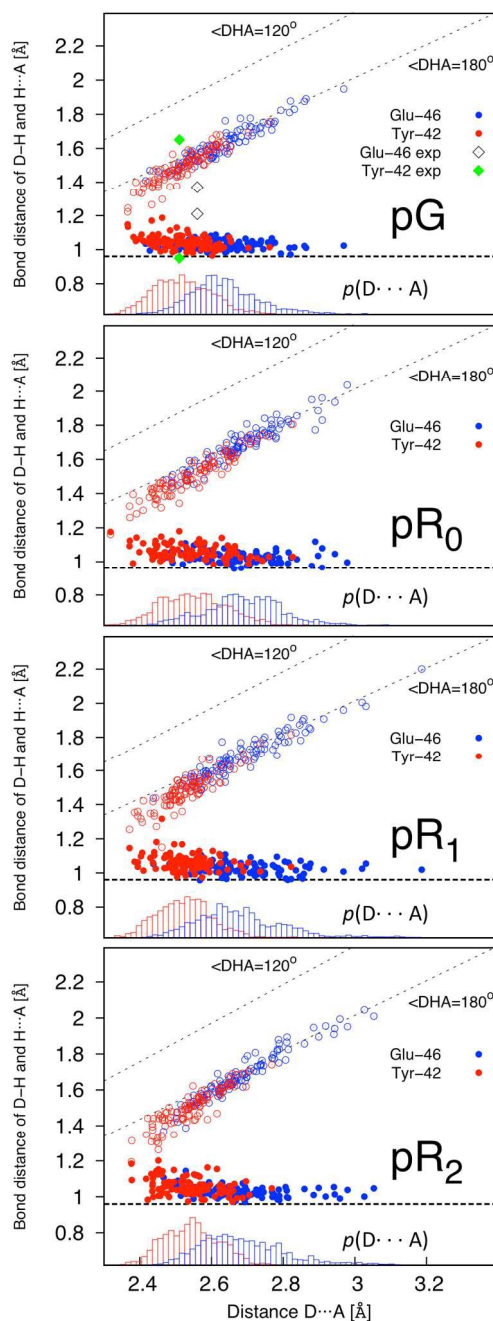 2.2
2
1.8
1.6
1.4
1.2
1
0.8
Bond distance of D–H and H···A [Å]
<DHA=120°
<DHA=180°
Glu−46
Tyr−42
Glu−46 exp
Tyr−42 exp
pG
p(D··· A)
2.2
2
1.8
1.6
1.4
1.2
1
0.8
Bond distance of D–H and H···A [Å]
<DHA=120°
<DHA=180°
Glu−46
Tyr−42
pR0
p(D··· A)
2.2
2
1.8
1.6
1.4
1.2
1
0.8
Bond distance of D–H and H···A [Å]
<DHA=120°
<DHA=180°
Glu−46
Tyr−42
pR1
p(D··· A)
2.2
2
1.8
1.6
1.4
1.2
1
0.8
Bond distance of D–H and H···A [Å]
<DHA=120°
<DHA=180°
Glu−46
Tyr−42
pR2
p(D··· A)
2.4 2.6 2.8 3 3.2
Distance D···A [Å]